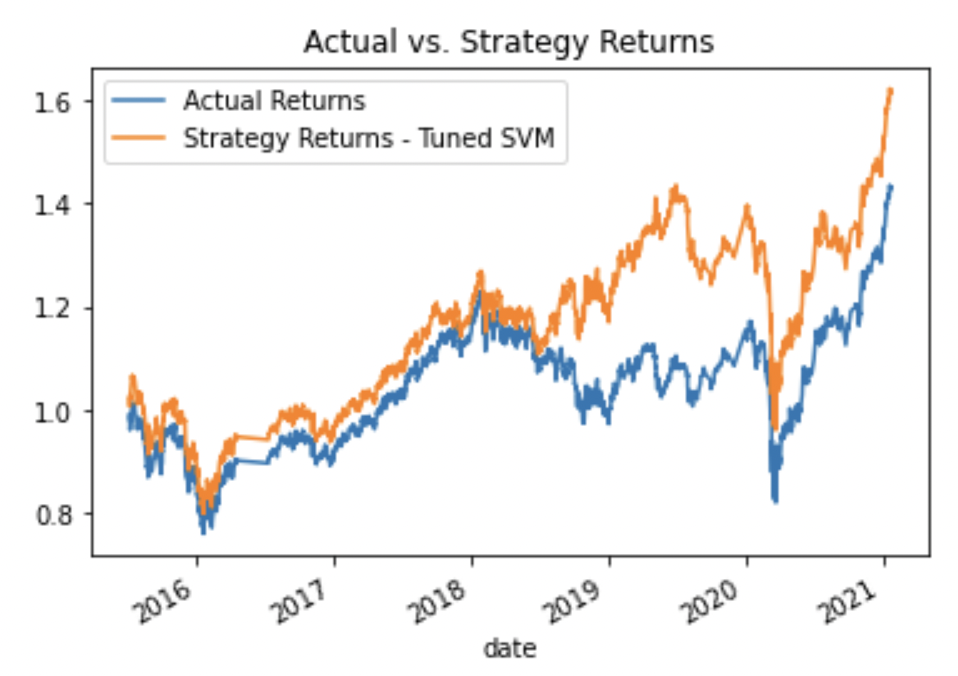 Actual vs. Strategy Returns
Actual Returns
Strategy Returns - Tuned SVM
1.6
1.4
1.2
1.0
0.8
2016
2017
2018
2019
2020
2021
date